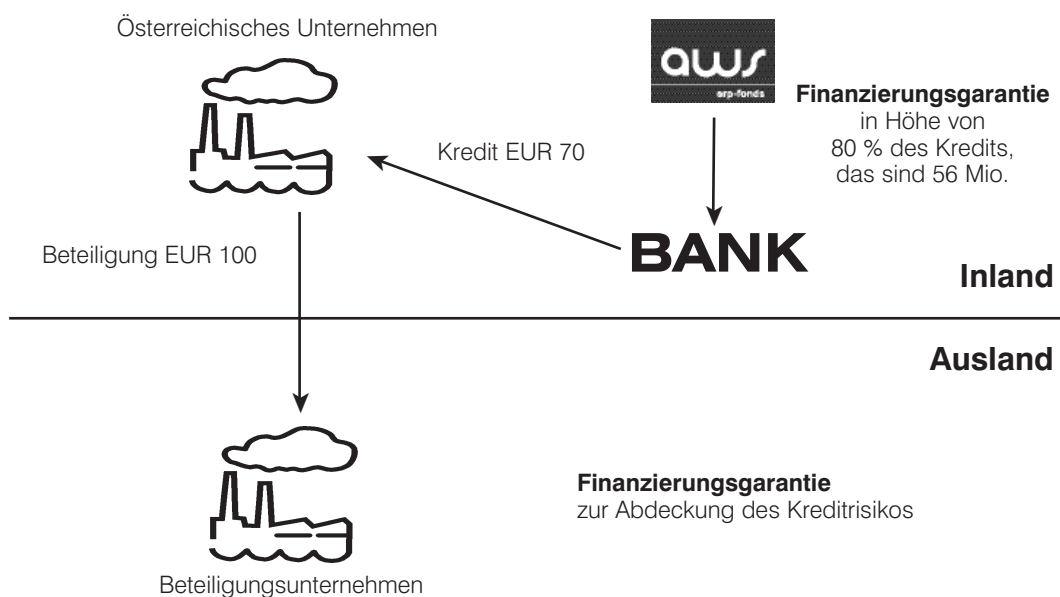 Österreichisches Unternehmen
aws
erp-fonds
Finanzierungsgarantie
in Höhe von
80 % des Kredits,
das sind 56 Mio.
Kredit EUR 70
BANK
Beteiligung EUR 100
Inland
Ausland
Finanzierungsgarantie
zur Abdeckung des Kreditrisikos
Beteiligungsunternehmen